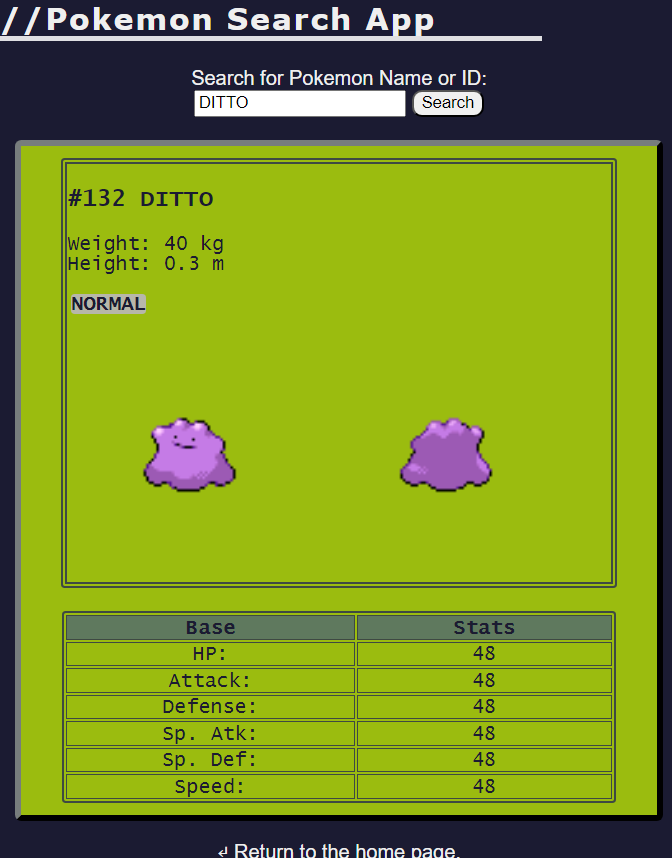 //Pokemon Search App
Search for Pokemon Name or ID:
DITTO Search
#132 DITTO
Weight: 40 kg
Height: 0.3 m
NORMAL
Base Stats
HP: 48
Attack: 48
Defense: 48
Sp. Atk: 48
Sp. Def: 48
Speed: 48
↲ Return to the home page.